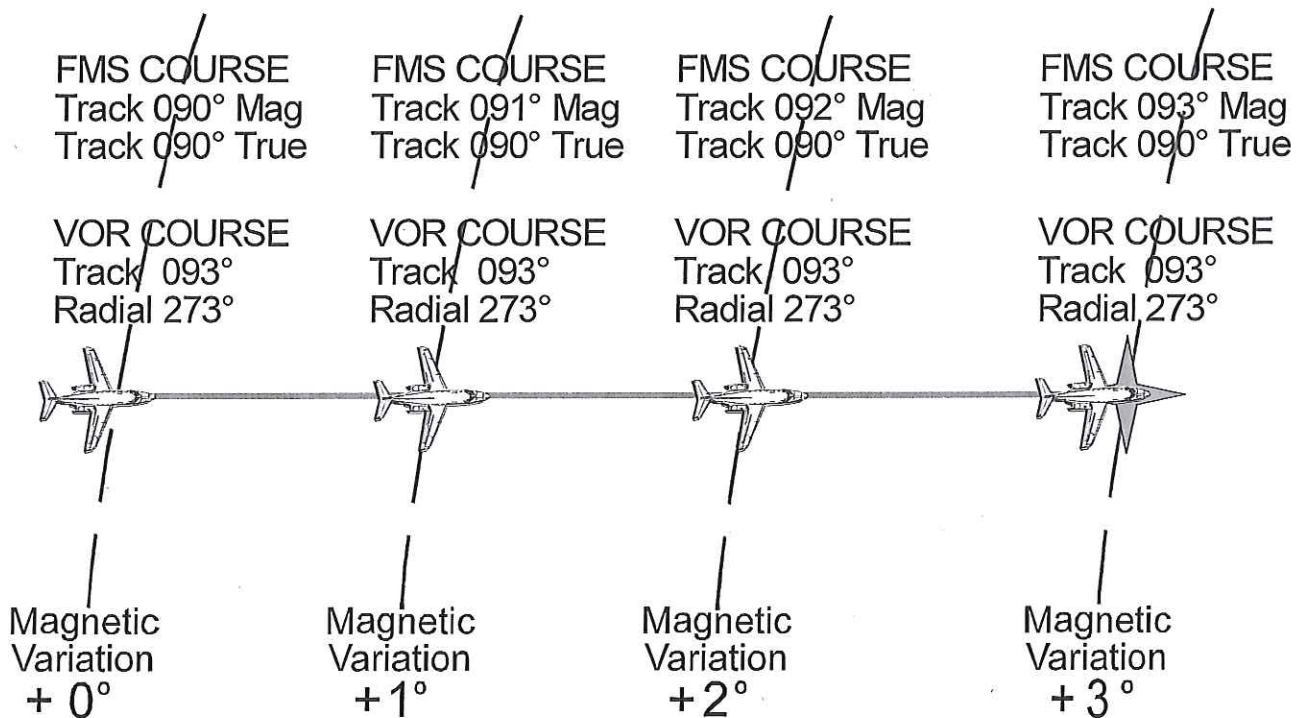 FMS COURSE
Track 090° Mag
Track 090° True
VOR COURSE
Track 093°
Radial 273°
Magnetic
Variation
+ 0°
FMS COURSE
Track 091° Mag
Track 090° True
VOR COURSE
Track 093°
Radial 273°
Magnetic
Variation
+1°
FMS COURSE
Track 092° Mag
Track 090° True
VOR COURSE
Track 093°
Radial 273°
Magnetic
Variation
+2°
FMS COURSE
Track 093° Mag
Track 090° True
VOR COURSE
Track 093°
Radial 273°
Magnetic
Variation
+ 3°